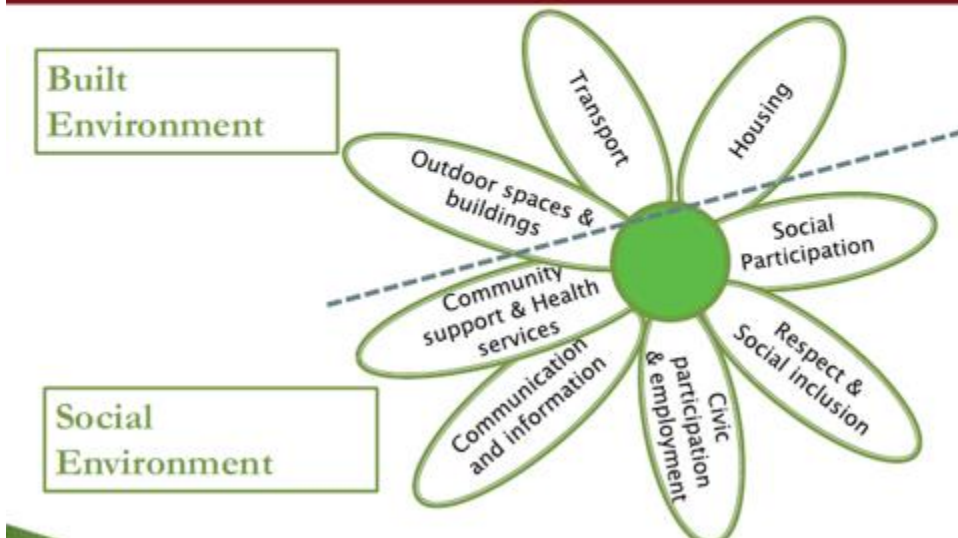 Built
Environment
Transport
Housing
Outdoor spaces &
buildings
Social
Participation
Community
support & Health
services
Respect &
Social inclusion
Communication
and information
Civic
participation
& employment
Social
Environment